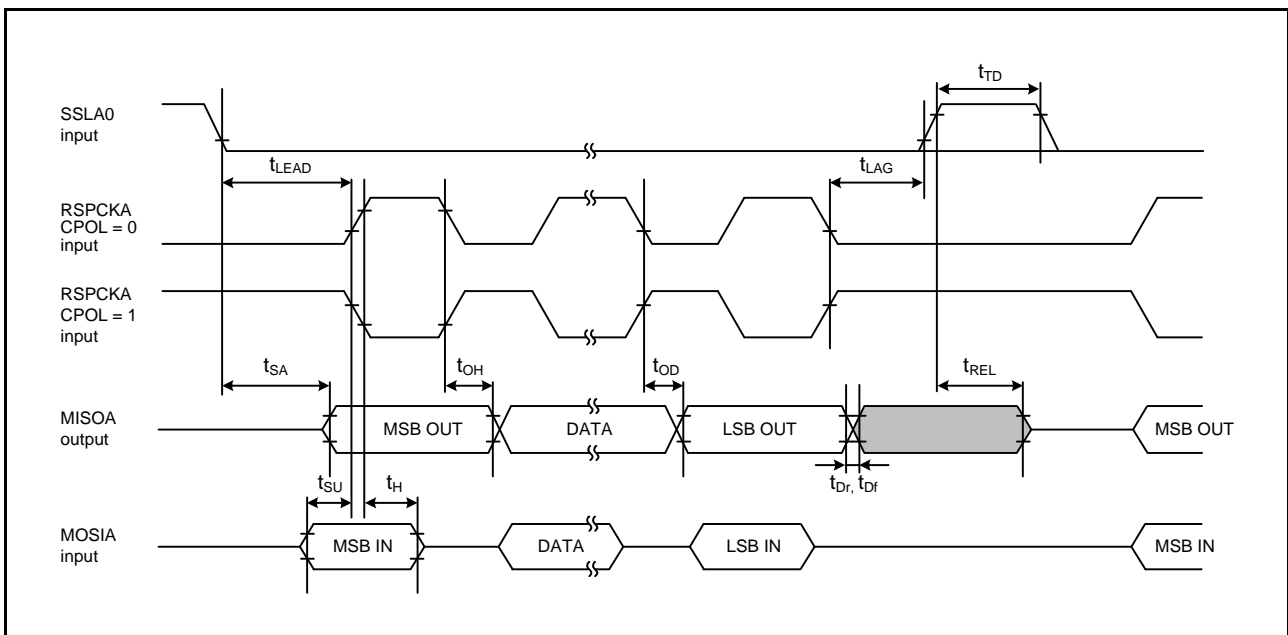 tTD
SSLA0
input
tLEAD
tLAG
RSPCKA
CPOL = 0
input
RSPCKA
CPOL = 1
input
tSA
tOH
tOD
tREL
MISOA
output
MSB OUT
DATA
LSB OUT
MSB OUT
tSU
tH
tDr, tDf
MOSIA
input
MSB IN
DATA
LSB IN
MSB IN